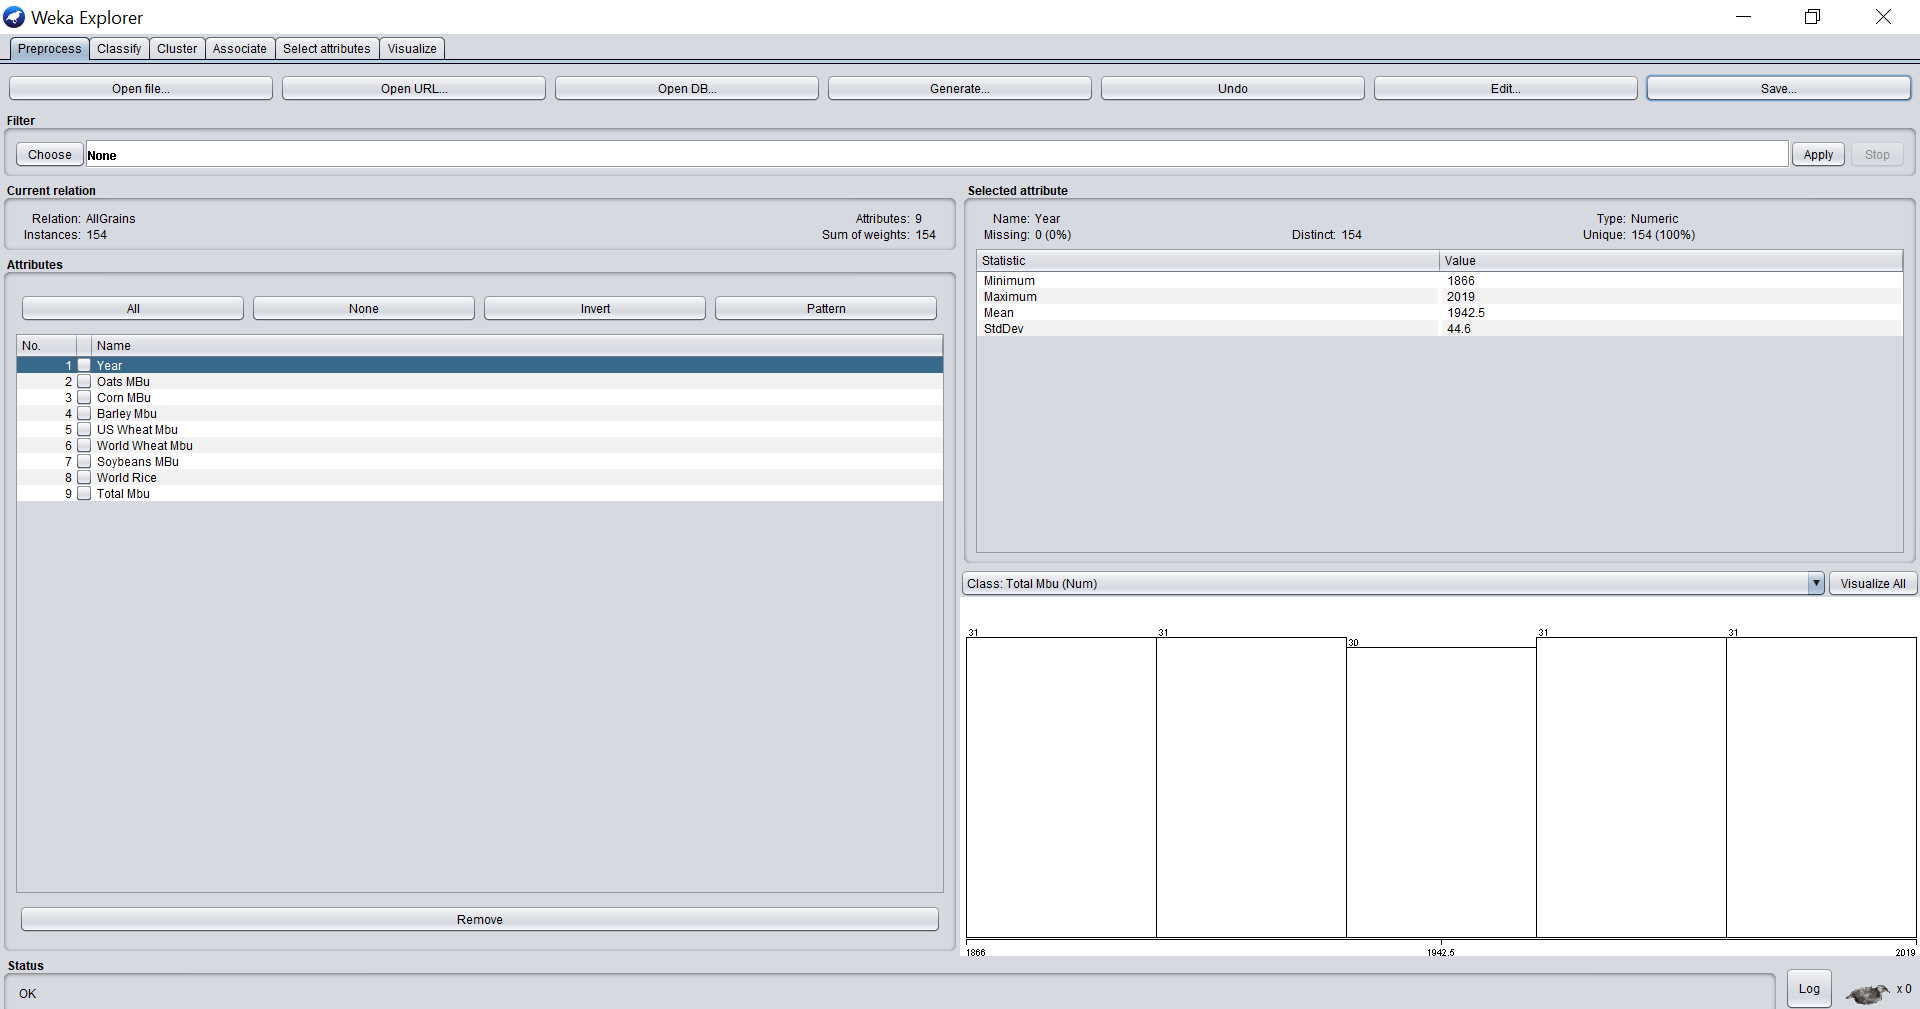 Weka Explorer
Preprocess Classify Cluster Associate Select attributes Visualize
Open file... Open URL... Open DB... Generate... Undo Edit... Save...
Filter
Choose None Apply Stop
Current relation
Relation: AllGrains Attributes: 9
Instances: 154 Sum of weights: 154
Attributes
All None Invert Pattern
No. Name
1 Year
2 Oats MBu
3 Corn MBu
4 Barley Mbu
5 US Wheat Mbu
6 World Wheat Mbu
7 Soybeans MBu
8 World Rice
9 Total Mbu
Remove
Selected attribute
Name: Year Type: Numeric
Missing: 0 (0%) Distinct: 154 Unique: 154 (100%)
Statistic Value
Minimum 1866
Maximum 2019
Mean 1942.5
StdDev 44.6
Class: Total Mbu (Num) Visualize All
31 31 30 31 31
1866 1942.5 2019
Status
OK
Log x 0